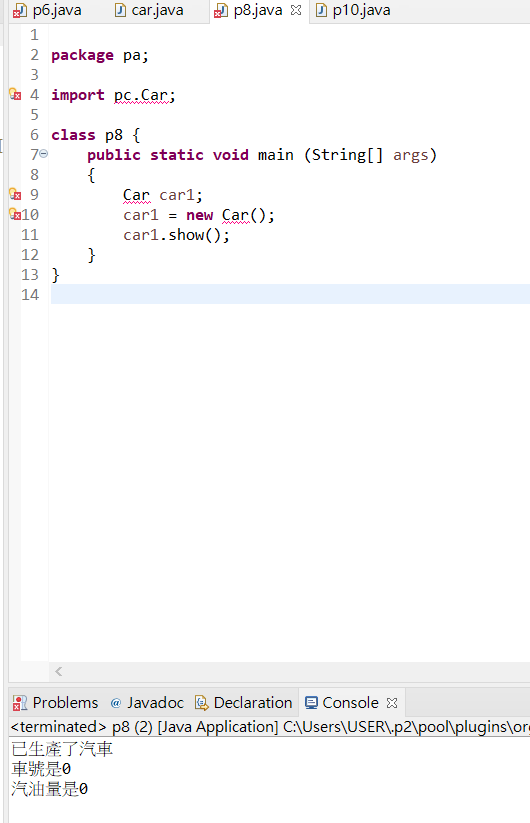 p6.java car.java p8.java p10.java
1
2 package pa;
3
4 import pc.Car;
5
6 class p8 {
7 public static void main (String[] args)
8 {
9 Car car1;
10 car1 = new Car();
11 car1.show();
12 }
13 }
14
Problems @ Javadoc Declaration Console
<terminated> p8 (2) [Java Application] C:\Users\USER\.p2\pool\plugins\org
已生產了汽車
車號是0
汽油量是0